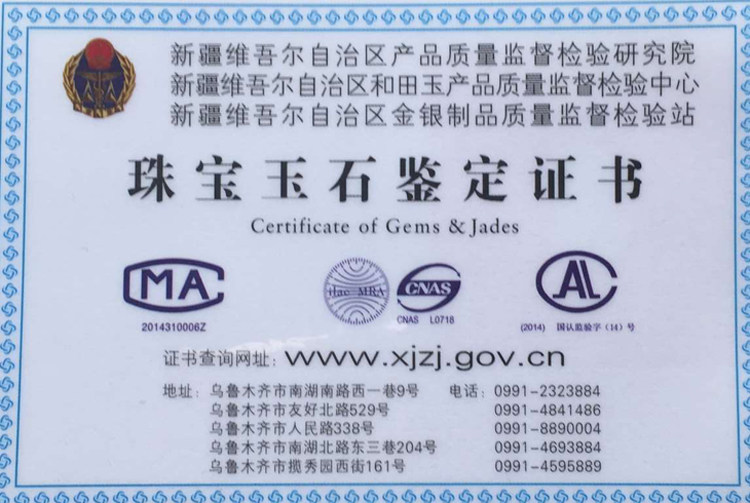 新疆维吾尔自治区产品质量监督检验研究院
新疆维吾尔自治区和田玉产品质量监督检验中心
新疆维吾尔自治区金银制品质量监督检验站
珠宝玉石鉴定证书
Certificate of Gems & Jades
MA
ilac-MRA
CNAS
AL
2014310006Z
CNAS L0718
(2014) 国认监验字(14)号
证书查询网址: www.xjzj.gov.cn
地址: 乌鲁木齐市南湖南路西一巷9号 电话: 0991-2323884
乌鲁木齐市友好北路529号 0991-4841486
乌鲁木齐市人民路338号 0991-8890004
乌鲁木齐市南湖北路东三巷204号 0991-4693884
乌鲁木齐市揽秀园西街161号 0991-4595889